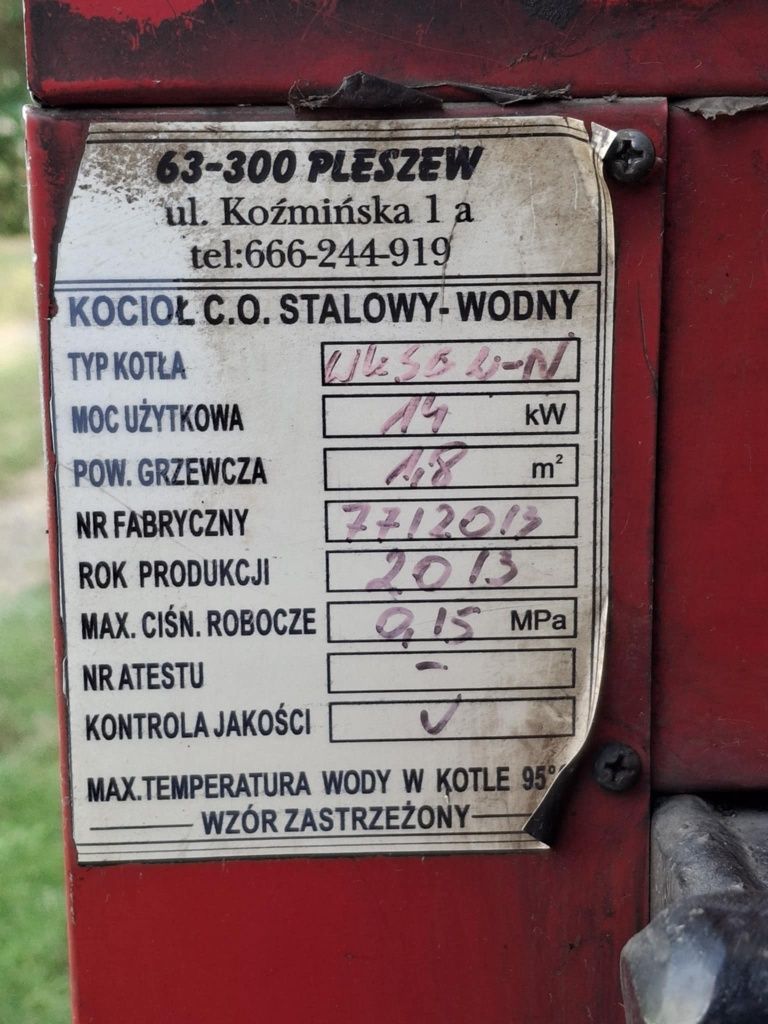 63-300 PLESZEW
ul. Koźmińska 1 a
tel:666-244-919
KOCIOŁ C.O. STALOWY-WODNY
TYP KOTŁA
MOC UŻYTKOWA 14 kW
POW. GRZEWCZA 1,8 m²
NR FABRYCZNY 7712013
ROK PRODUKCJI 2013
MAX. CIŚN. ROBOCZE 0,15 MPa
NR ATESTU -
KONTROLA JAKOŚCI ✓
MAX.TEMPERATURA WODY W KOTLE 95°
WZÓR ZASTRZEŻONY